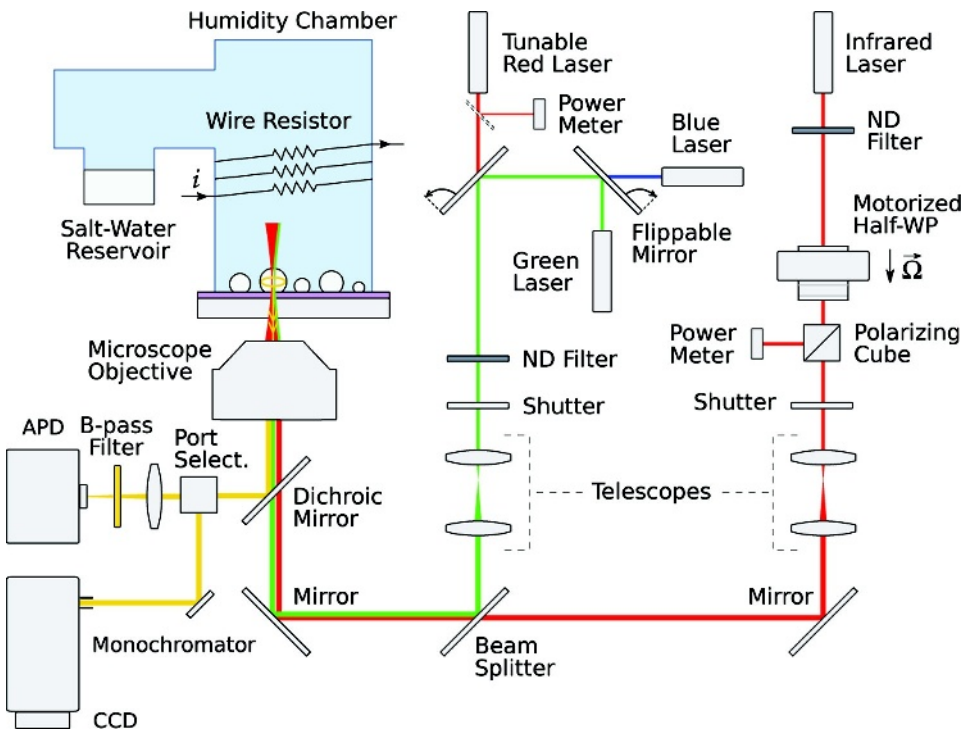 Humidity Chamber
Wire Resistor
i
Salt-Water
Reservoir
Tunable
Red Laser
Power
Meter
Blue
Laser
Flippable
Mirror
Green
Laser
Infrared
Laser
ND
Filter
Motorized
Half-WP
Ω⃗
Power
Meter
Polarizing
Cube
Microscope
Objective
ND Filter
Shutter
Shutter
APD
B-pass
Filter
Port
Select.
Dichroic
Mirror
Telescopes
Mirror
Beam
Splitter
Mirror
Monochromator
CCD